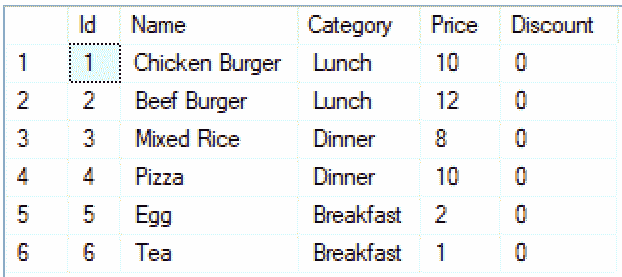 Id Name Category Price Discount
1 1 Chicken Burger Lunch 10 0
2 2 Beef Burger Lunch 12 0
3 3 Mixed Rice Dinner 8 0
4 4 Pizza Dinner 10 0
5 5 Egg Breakfast 2 0
6 6 Tea Breakfast 1 0